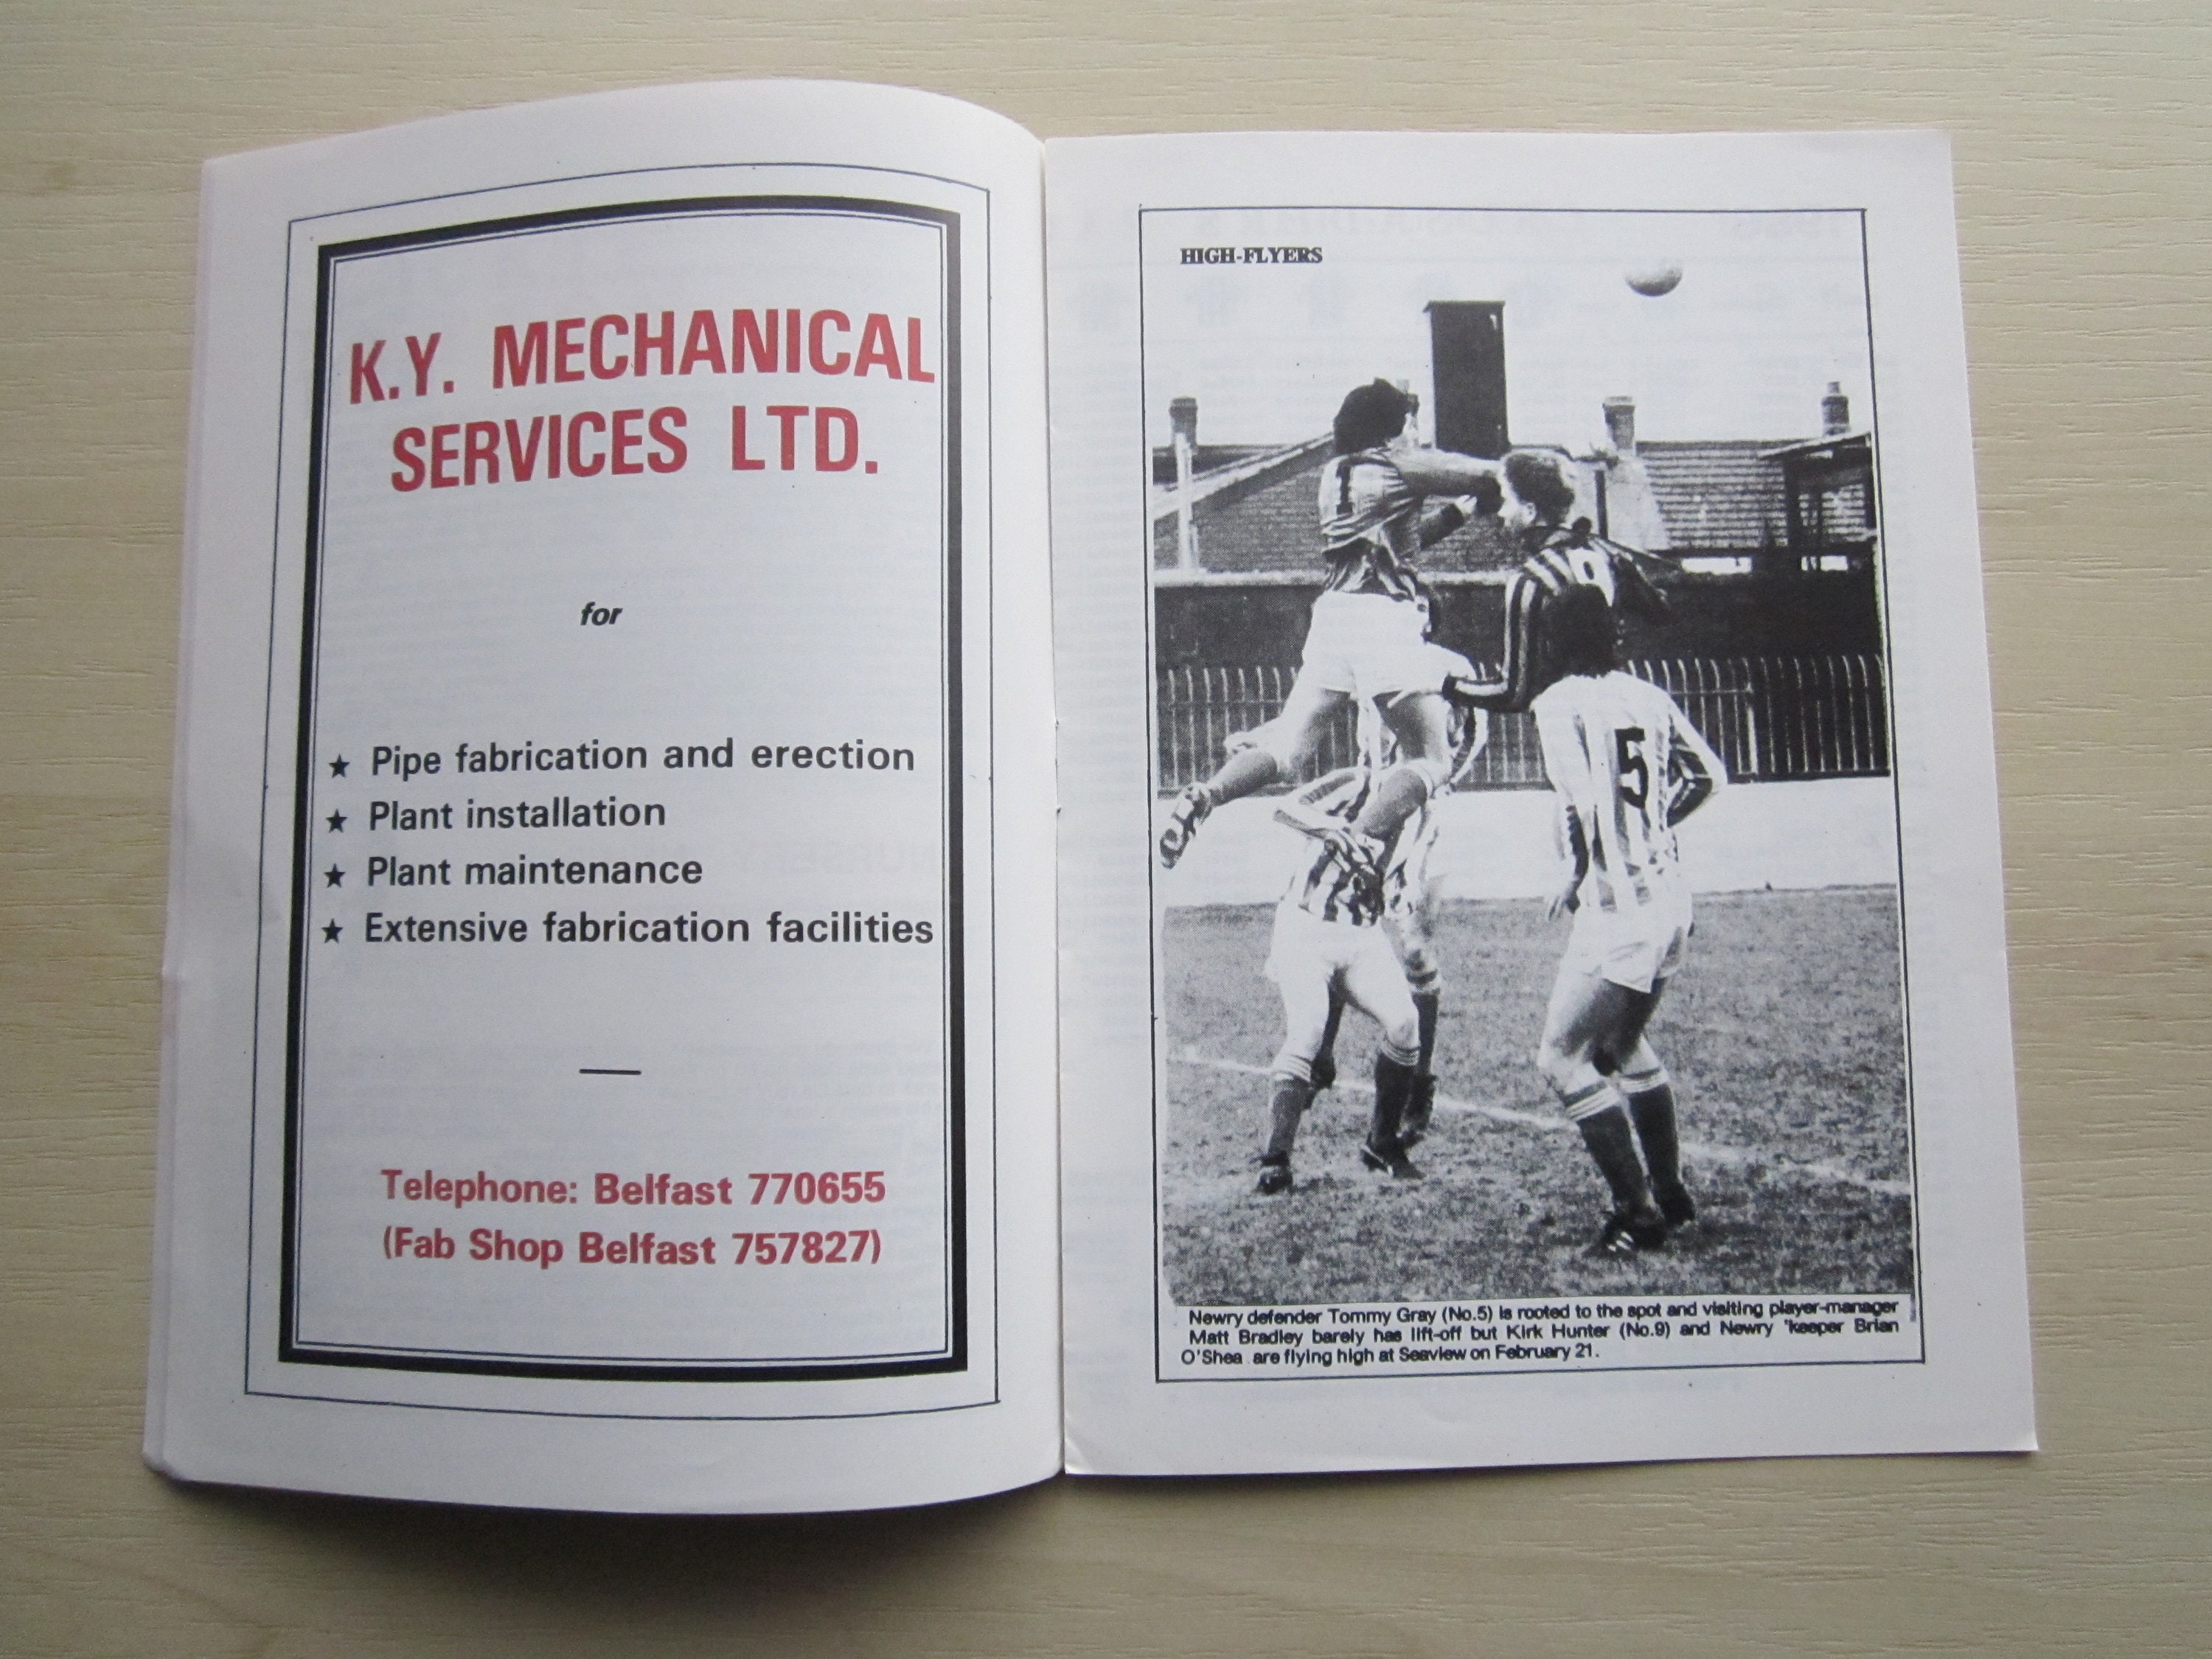 K.Y. MECHANICAL
SERVICES LTD.
for
★ Pipe fabrication and erection
★ Plant installation
★ Plant maintenance
★ Extensive fabrication facilities
—
Telephone: Belfast 770655
(Fab Shop Belfast 757827)
HIGH-FLYERS
1
9
5
Newry defender Tommy Gray (No.5) is rooted to the spot and visiting player-manager
Matt Bradley barely has lift-off but Kirk Hunter (No.9) and Newry 'keeper Brian
O'Shea are flying high at Seaview on February 21.